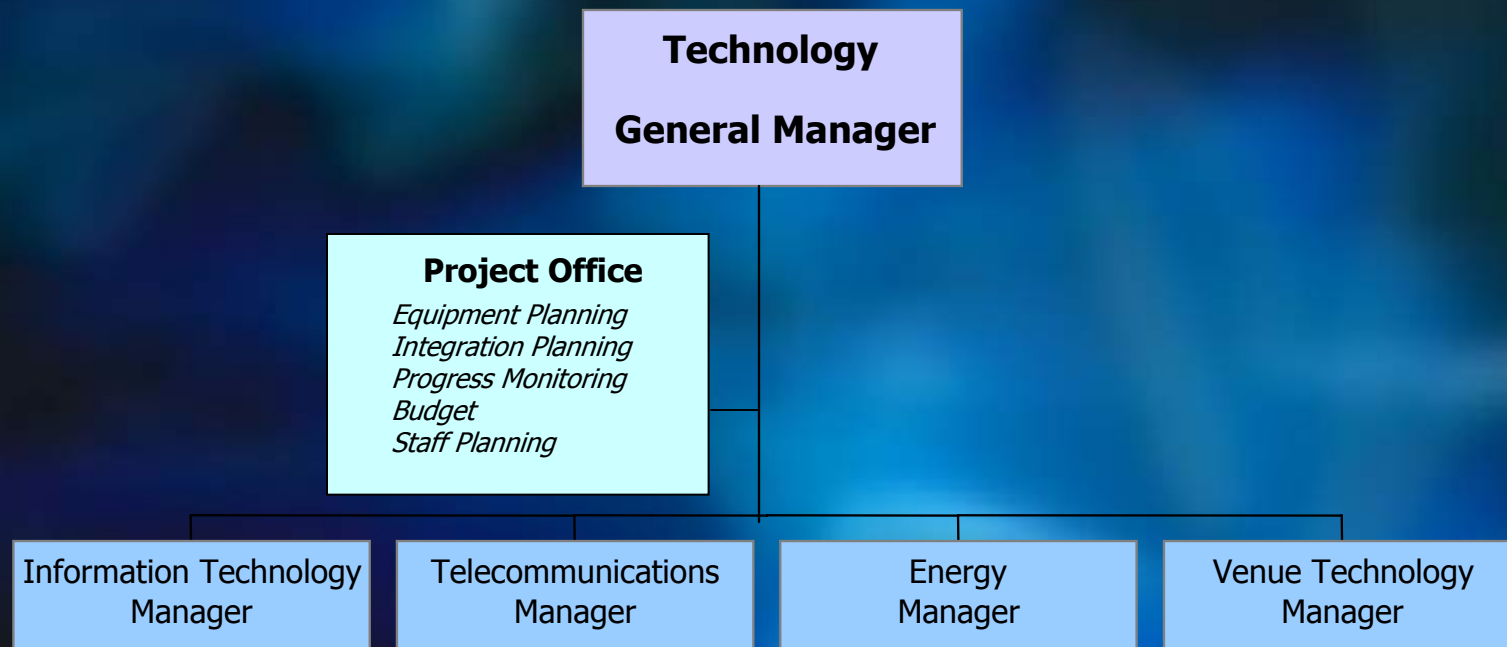 Technology
General Manager
Project Office
Equipment Planning
Integration Planning
Progress Monitoring
Budget
Staff Planning
Information Technology
Manager
Telecommunications
Manager
Energy
Manager
Venue Technology
Manager